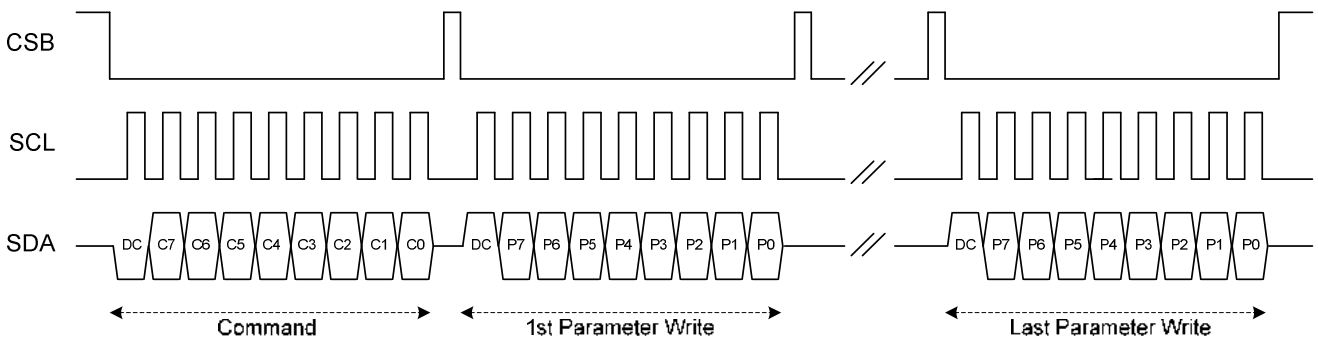 CSB
SCL
SDA DC C7 C6 C5 C4 C3 C2 C1 C0 DC P7 P6 P5 P4 P3 P2 P1 P0 // DC P7 P6 P5 P4 P3 P2 P1 P0
Command 1st Parameter Write Last Parameter Write